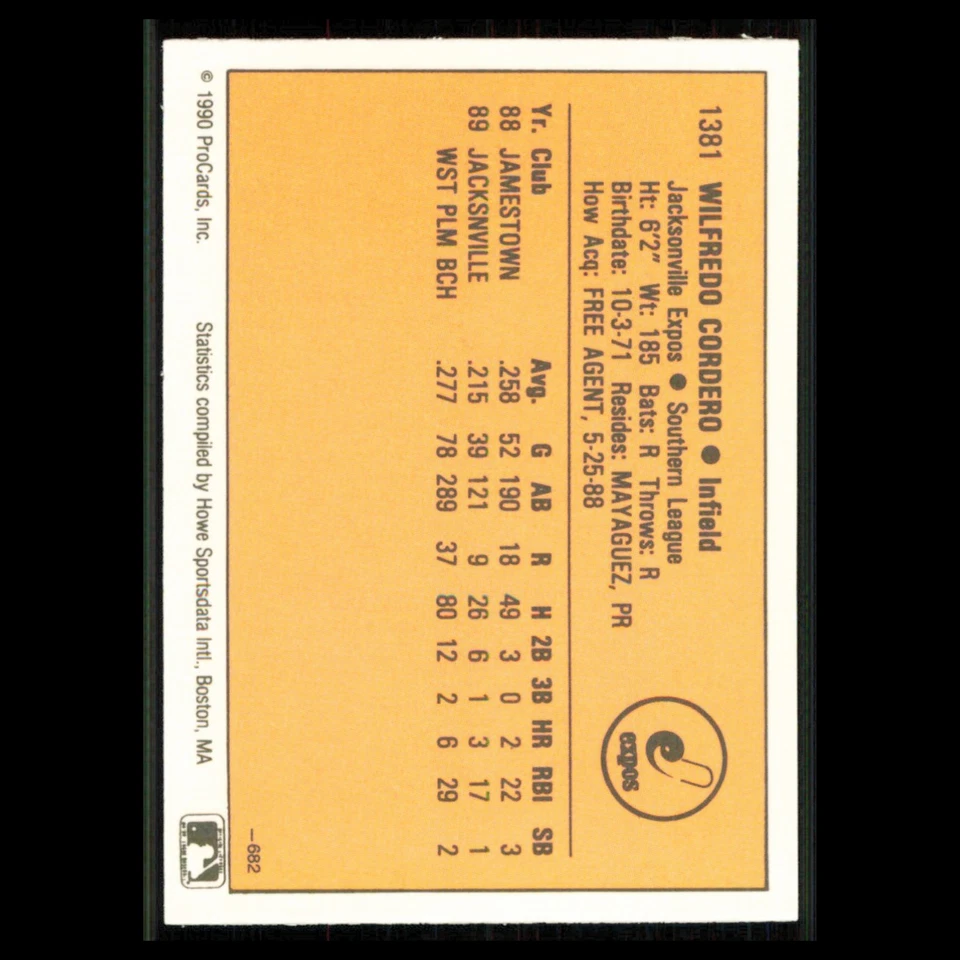 1381 WILFREDO CORDERO ● Infield
Jacksonville Expos ● Southern League
Ht: 6'2" Wt: 185 Bats: R Throws: R
Birthdate: 10-3-71 Resides: MAYAGUEZ, PR
How Acq: FREE AGENT, 5-25-88
expos
Yr. Club Avg. G AB R H 2B 3B HR RBI SB
88 JAMESTOWN .258 52 190 18 49 3 0 2 22 3
89 JACKSNVILLE .215 39 121 9 26 6 1 3 17 1
WST PLM BCH .277 78 289 37 80 12 2 6 29 2
—682
© 1990 ProCards, Inc. Statistics compiled by Howe Sportsdata Intl., Boston, MA